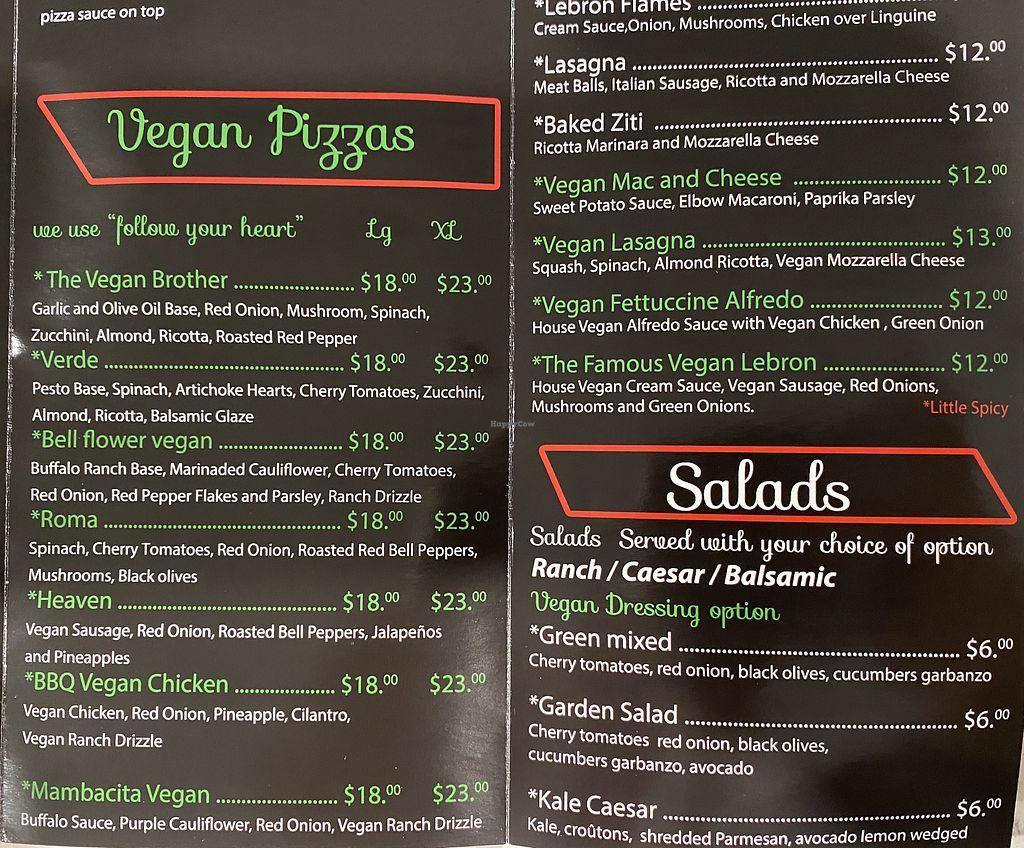 pizza sauce on top
Vegan Pizzas
we use "follow your heart" Lg XL
*The Vegan Brother ........................ $18.00 $23.00
Garlic and Olive Oil Base, Red Onion, Mushroom, Spinach,
Zucchini, Almond, Ricotta, Roasted Red Pepper
*Verde ................................................ $18.00 $23.00
Pesto Base, Spinach, Artichoke Hearts, Cherry Tomatoes, Zucchini,
Almond, Ricotta, Balsamic Glaze
*Bell flower vegan ......................... $18.00 $23.00
Buffalo Ranch Base, Marinaded Cauliflower, Cherry Tomatoes,
Red Onion, Red Pepper Flakes and Parsley, Ranch Drizzle
*Roma ................................................ $18.00 $23.00
Spinach, Cherry Tomatoes, Red Onion, Roasted Red Bell Peppers,
Mushrooms, Black olives
*Heaven ............................................ $18.00 $23.00
Vegan Sausage, Red Onion, Roasted Bell Peppers, Jalapeños
and Pineapples
*BBQ Vegan Chicken .................... $18.00 $23.00
Vegan Chicken, Red Onion, Pineapple, Cilantro,
Vegan Ranch Drizzle
*Mambacita Vegan ........................ $18.00 $23.00
Buffalo Sauce, Purple Cauliflower, Red Onion, Vegan Ranch Drizzle
*Lebron Flames ..................................................
Cream Sauce,Onion, Mushrooms, Chicken over Linguine
*Lasagna ............................................................. $12.00
Meat Balls, Italian Sausage, Ricotta and Mozzarella Cheese
*Baked Ziti .......................................................... $12.00
Ricotta Marinara and Mozzarella Cheese
*Vegan Mac and Cheese ............................. $12.00
Sweet Potato Sauce, Elbow Macaroni, Paprika Parsley
*Vegan Lasagna ................................................. $13.00
Squash, Spinach, Almond Ricotta, Vegan Mozzarella Cheese
*Vegan Fettuccine Alfredo ........................... $12.00
House Vegan Alfredo Sauce with Vegan Chicken , Green Onion
*The Famous Vegan Lebron ........................ $12.00
House Vegan Cream Sauce, Vegan Sausage, Red Onions,
Mushrooms and Green Onions. *Little Spicy
HappyCow
Salads
Salads Served with your choice of option
Ranch / Caesar / Balsamic
Vegan Dressing option
*Green mixed ........................................................ $6.00
Cherry tomatoes, red onion, black olives, cucumbers garbanzo
*Garden Salad ....................................................... $6.00
Cherry tomatoes red onion, black olives,
cucumbers garbanzo, avocado
*Kale Caesar .......................................................... $6.00
Kale, croûtons, shredded Parmesan, avocado lemon wedged